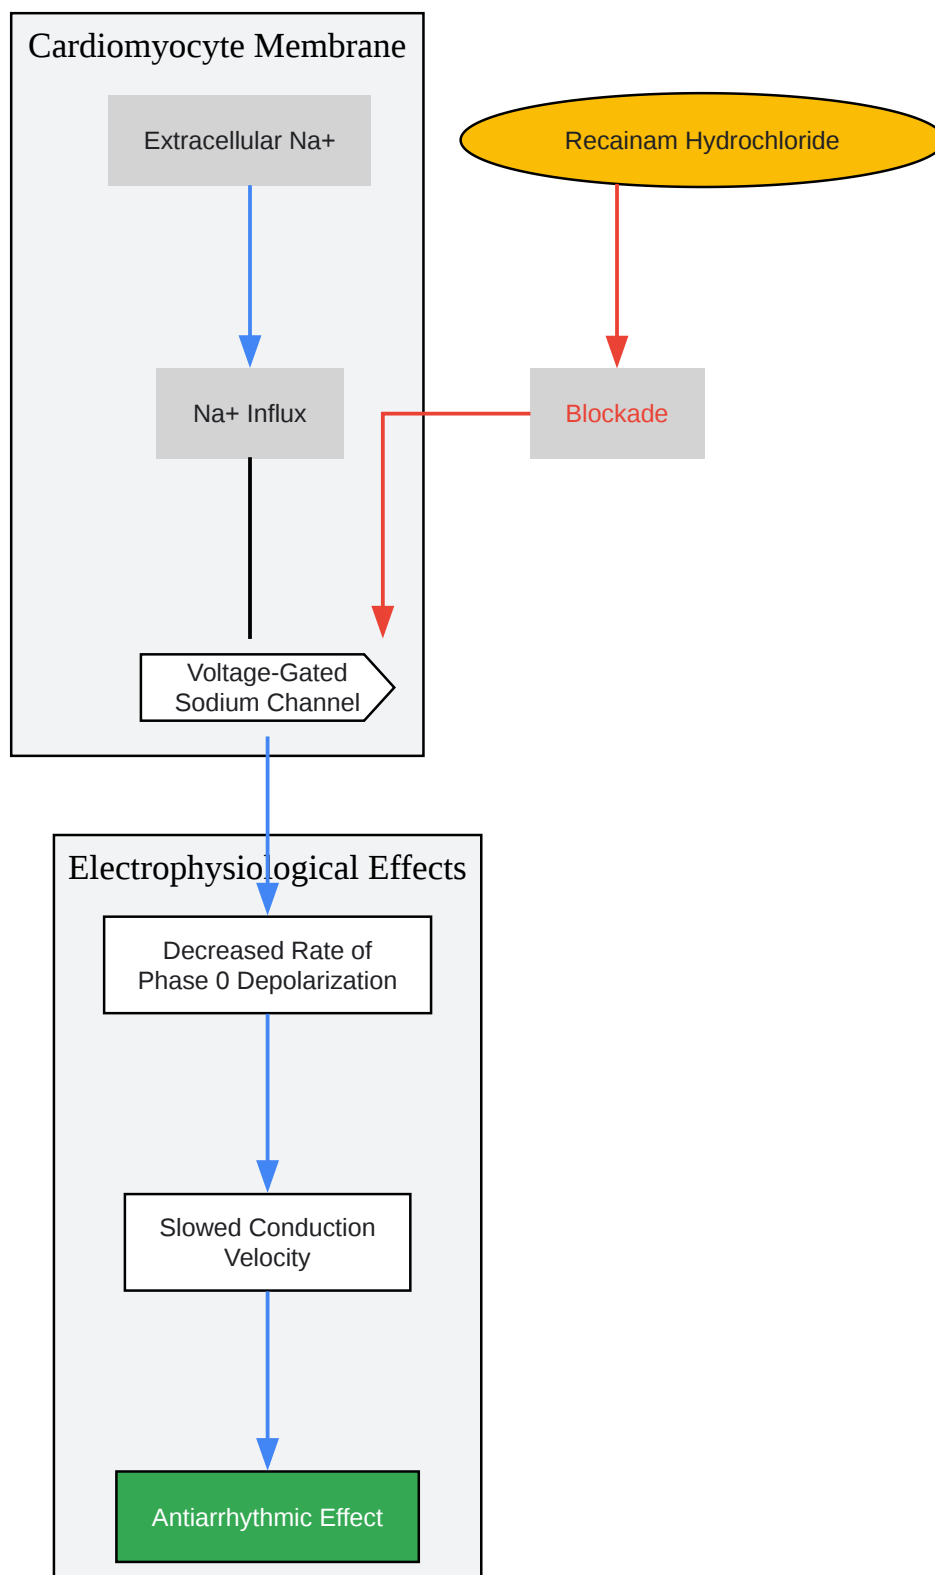 Cardiomyocyte Membrane
Extracellular Na+
Recainam Hydrochloride
Na+ Influx
Blockade
Voltage-Gated
Sodium Channel
Electrophysiological Effects
Decreased Rate of
Phase 0 Depolarization
Slowed Conduction
Velocity
Antiarrhythmic Effect